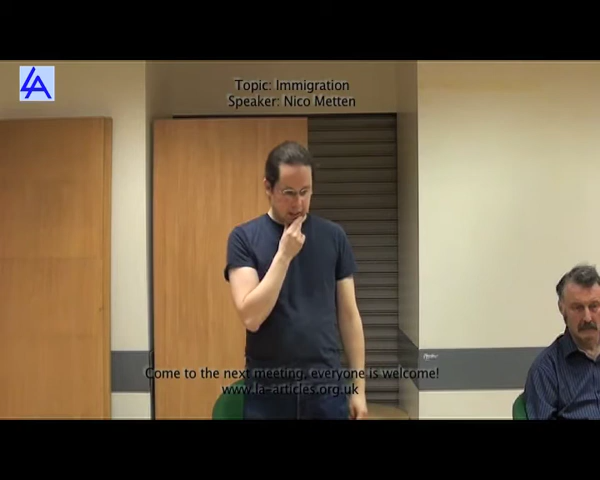 LA
Topic: Immigration
Speaker: Nico Metten
Come to the next meeting, everyone is welcome!
www.la-articles.org.uk